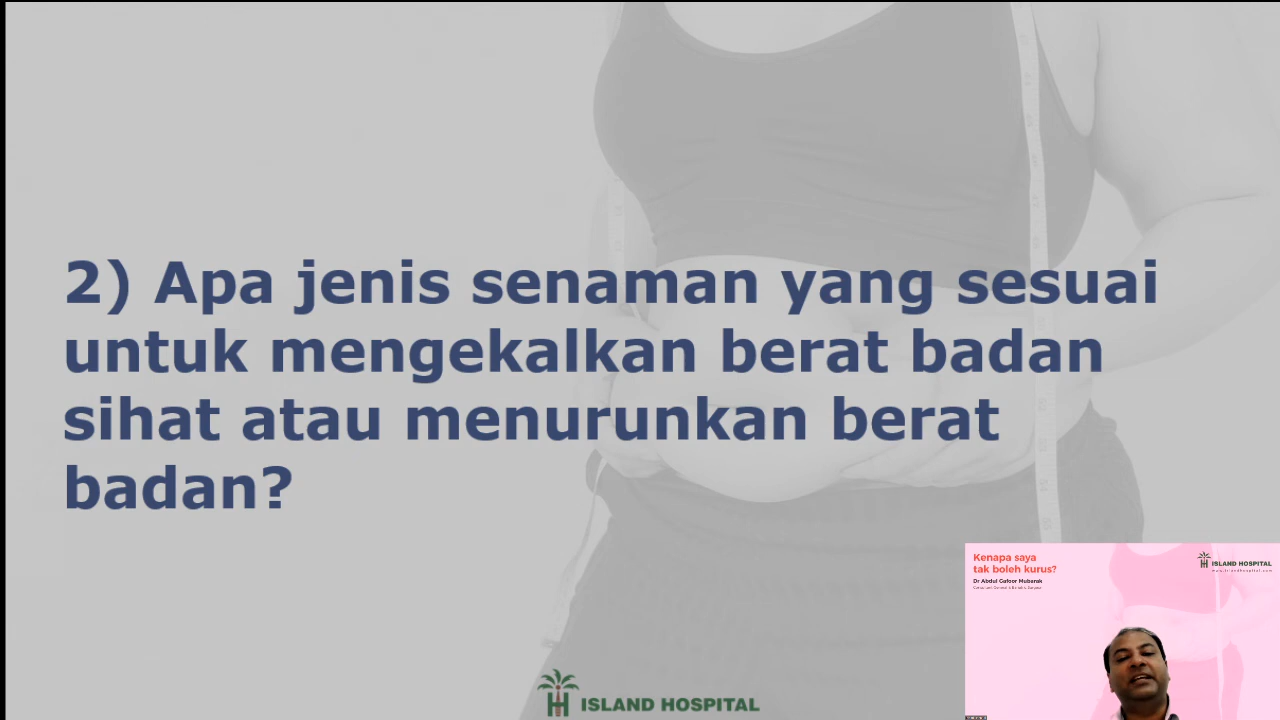 2) Apa jenis senaman yang sesuai
untuk mengekalkan berat badan
sihat atau menurunkan berat
badan?
Kenapa saya
tak boleh kurus?
Dr Abdul Gafoor Mubarak
ISLAND HOSPITAL
ISLAND HOSPITAL